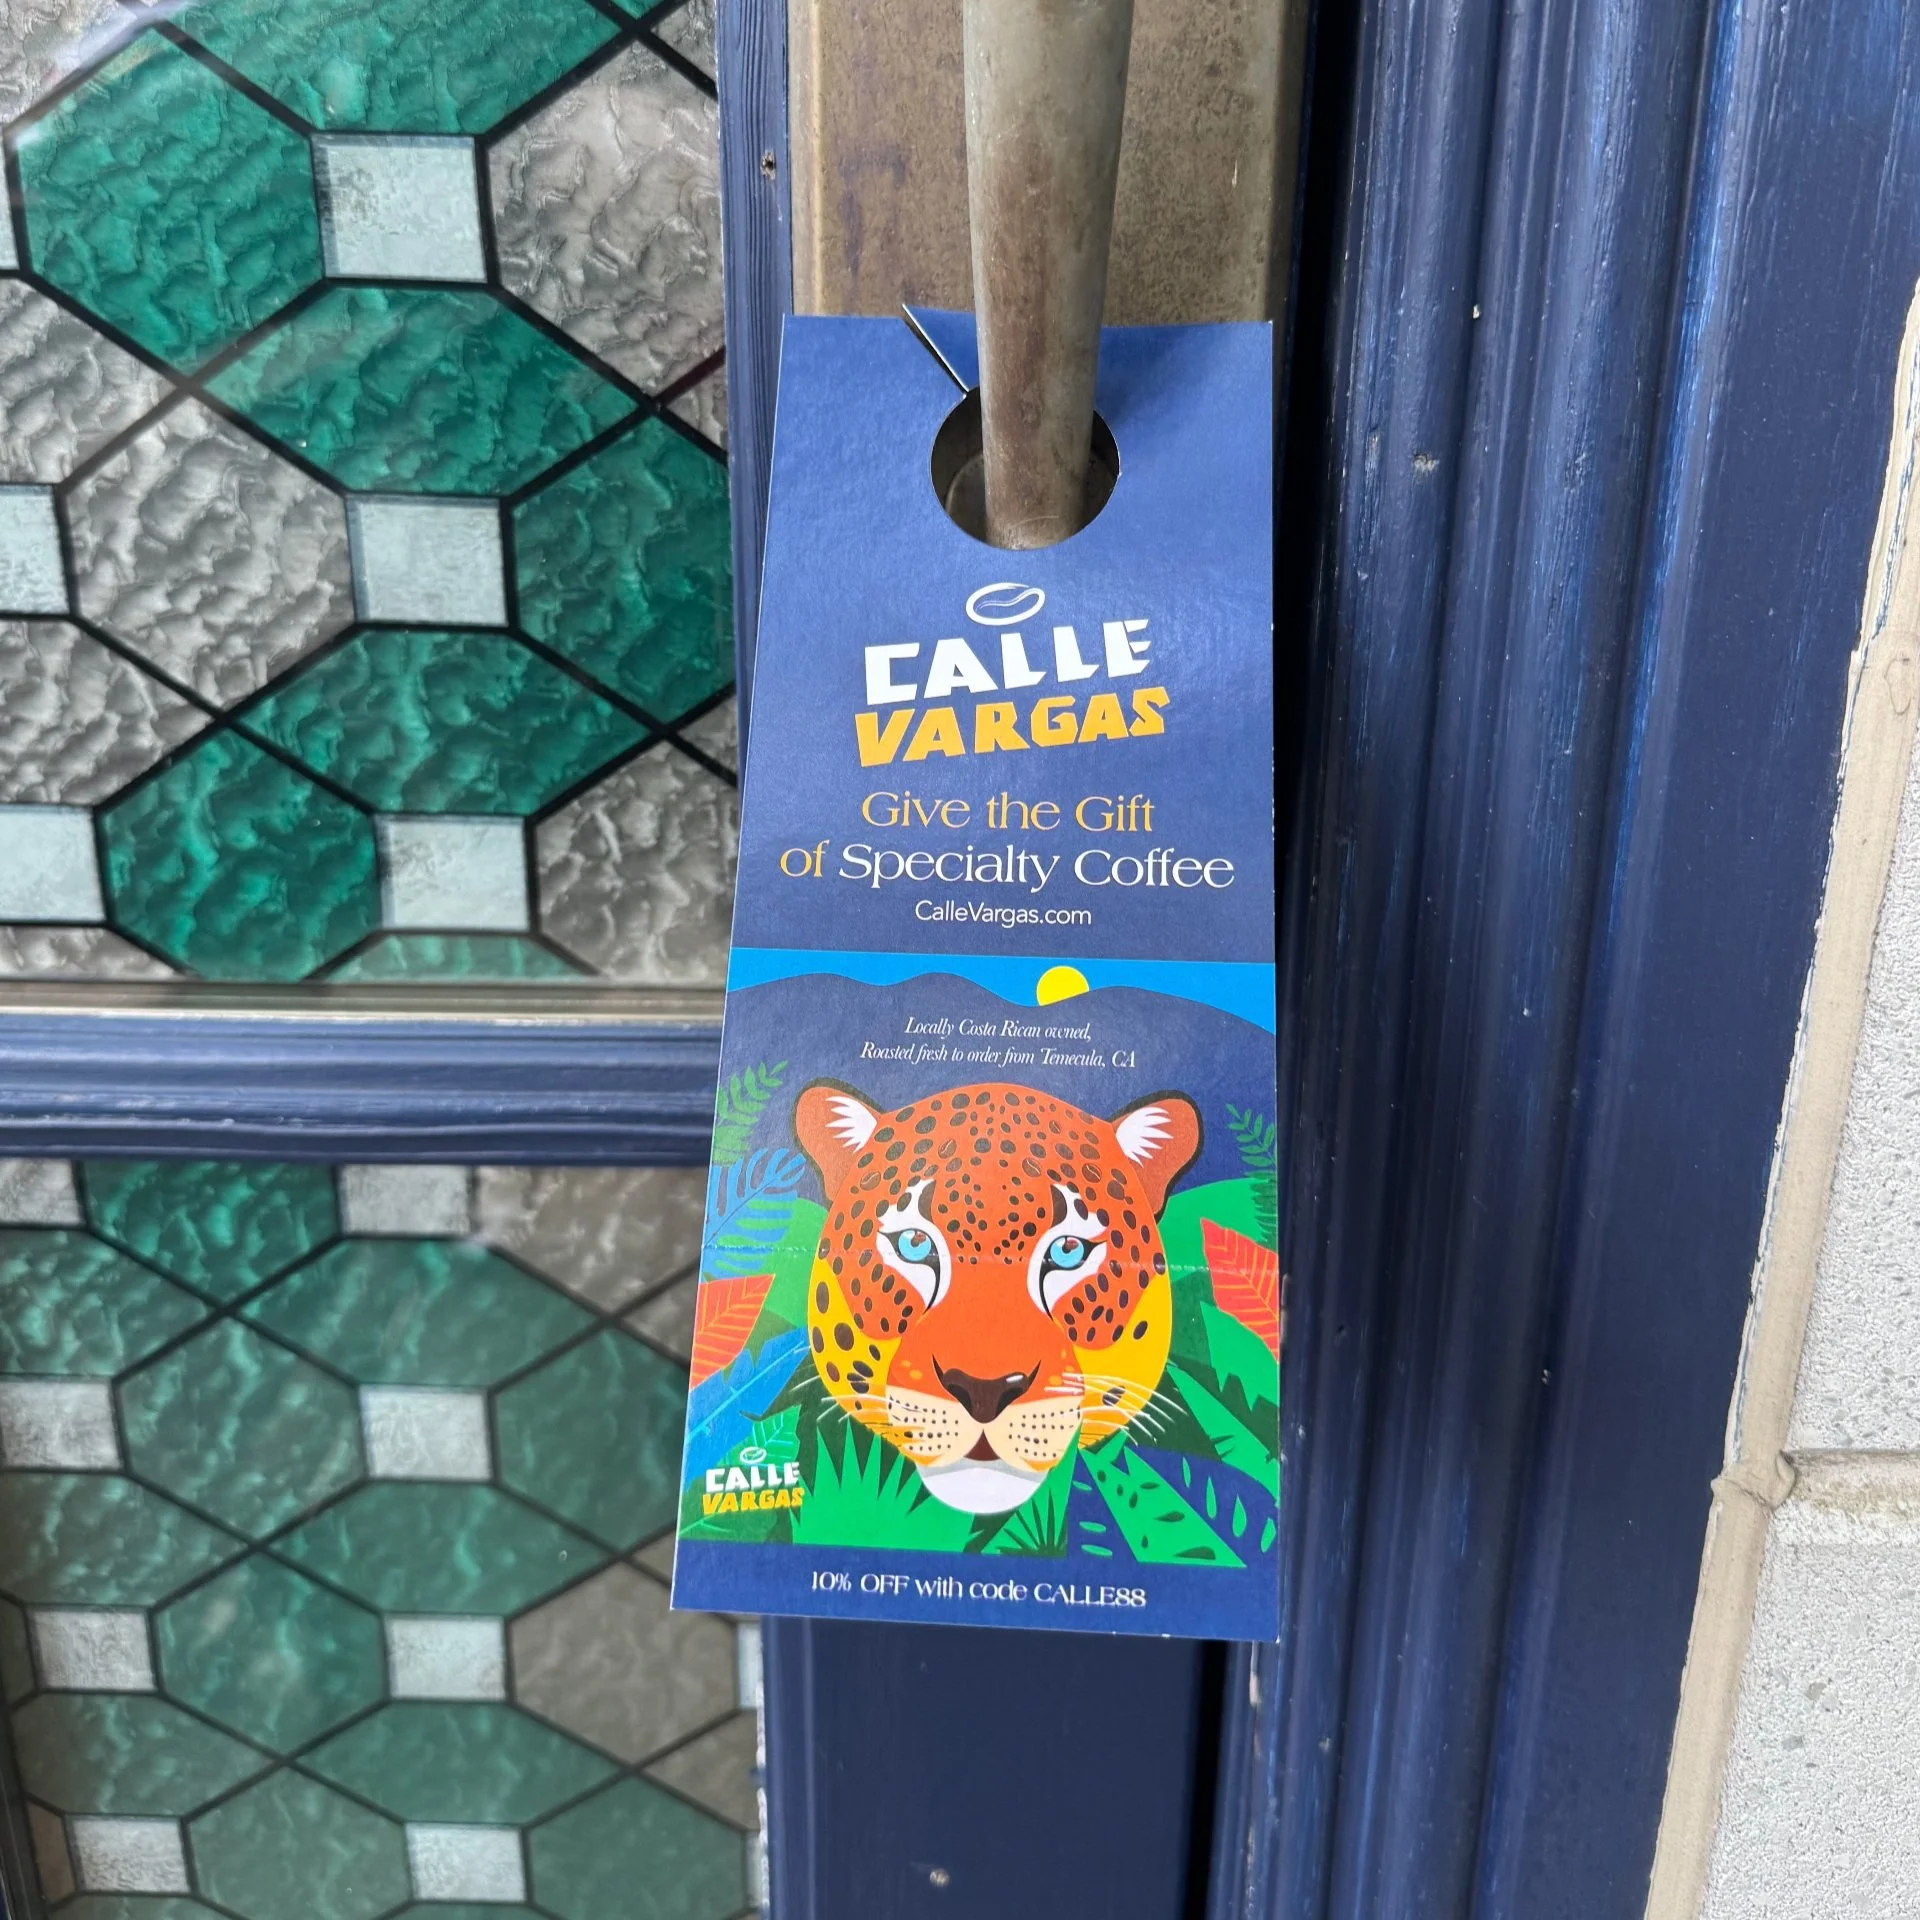 CALLE
VARGAS
Give the Gift
of Specialty Coffee
CalleVargas.com
Locally Costa Rican owned,
Roasted fresh to order from Temecula, CA
CALLE
VARGAS
10% OFF with code CALLE88